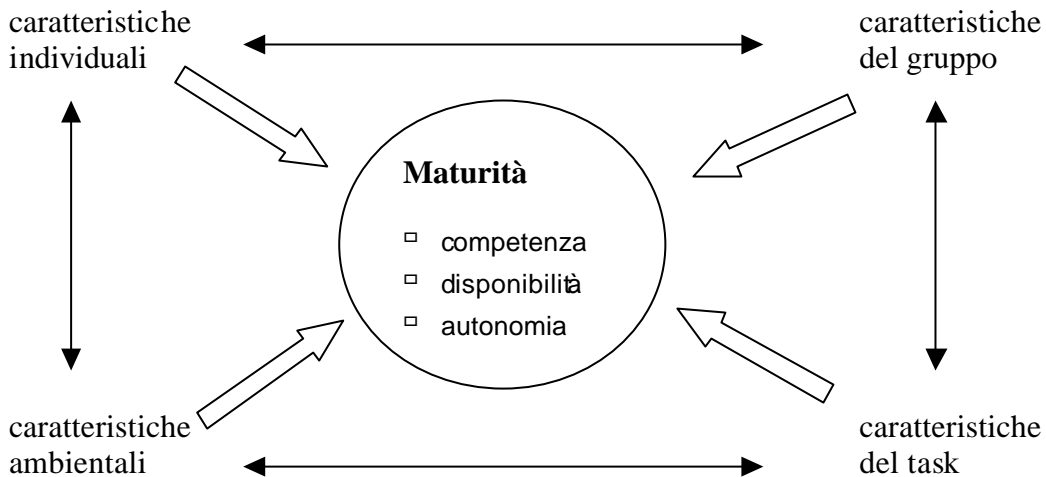 caratteristiche
individuali
caratteristiche
del gruppo
Maturità
competenza
disponibilità
autonomia
caratteristiche
ambientali
caratteristiche
del task